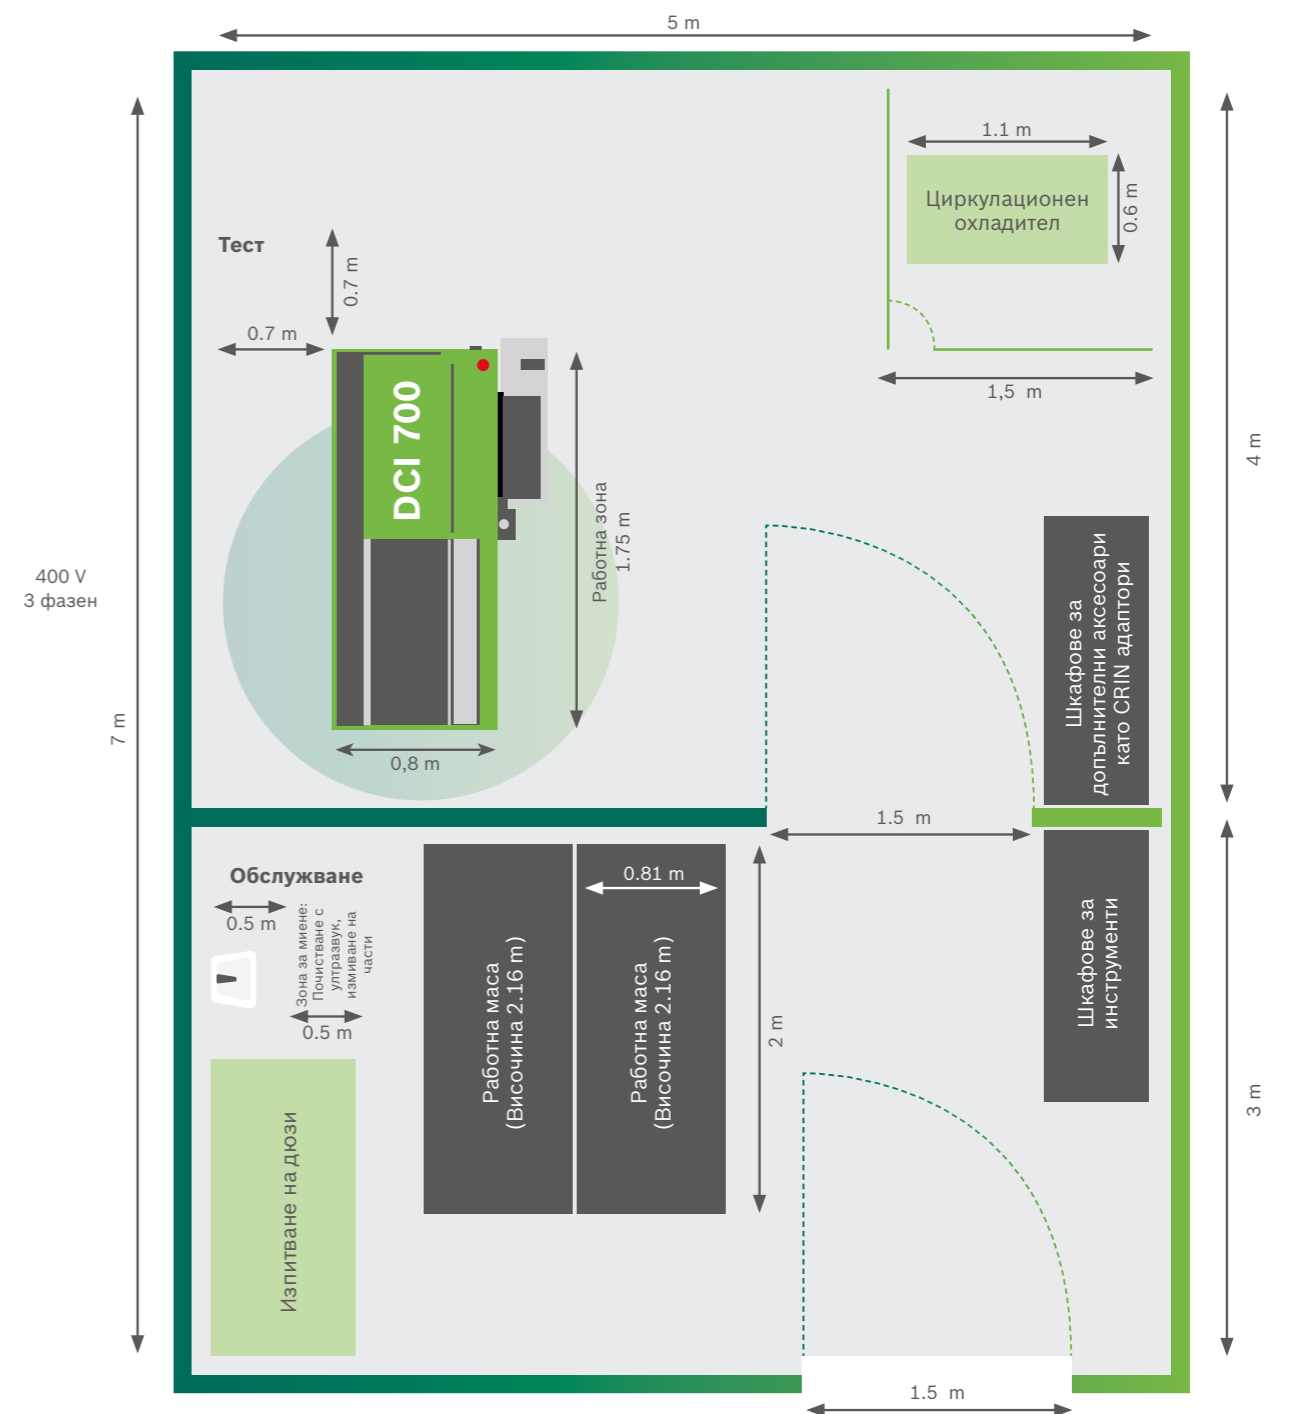 5 m
1.1 m
Циркулационен
охладител
0.6 m
Тест
0.7 m
0.7 m
1,5  m
DCI 700
Работна зона
1.75 m
4 m
400 V
3 фазен
Шкафове за
допълнителни аксесоари
като CRIN адаптори
7 m
0,8 m
1.5  m
Обслужване
0.5 m
Зона за миене:
Почистване с
ултразвук,
измиване на
части
0.5 m
Работна маса
(Височина 2.16 m)
0.81 m
Работна маса
(Височина 2.16 m)
2 m
Шкафове за
инструменти
3 m
Изпитване на дюзи
1.5  m